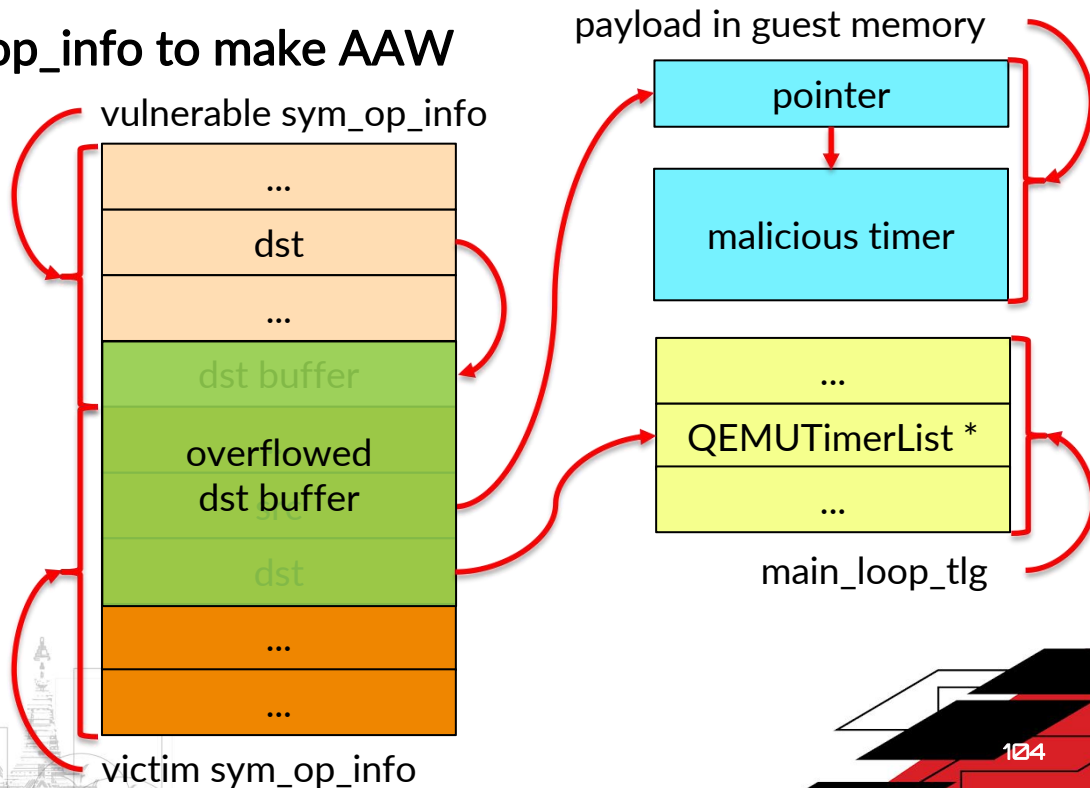 op_info to make AAW
payload in guest memory
vulnerable sym_op_info
...
dst
...
dst buffer
overflowed
dst buffer
src
dst
...
...
victim sym_op_info
pointer
malicious timer
...
QEMUTimerList *
...
main_loop_tlg
104